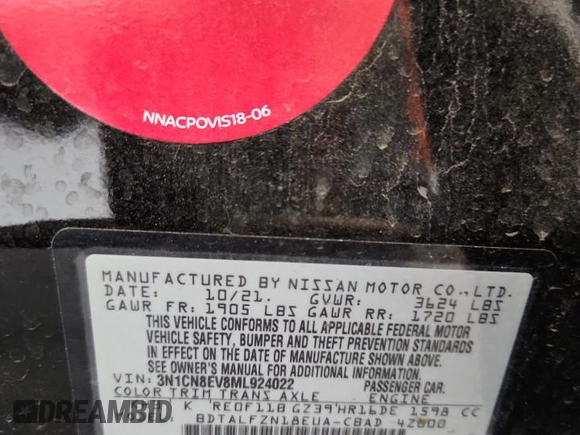 NNACPOVIS18-06
MANUFACTURED BY NISSAN MOTOR CO., LTD.
DATE: 10/21. GVWR: 3624 LBS
GAWR FR: 1905 LBS GAWR RR: 1720 LBS
THIS VEHICLE CONFORMS TO ALL APPLICABLE FEDERAL MOTOR
VEHICLE SAFETY, BUMPER AND THEFT PREVENTION STANDARDS
IN EFFECT ON THE DATE OF MANUFACTURE SHOWN ABOVE.
SEE OWNER'S MANUAL FOR ADDITIONAL INFORMATION.
VIN: 3N1CN8EV8ML924022 PASSENGER CAR.
COLOR TRIM TRANS AXLE ENGINE
K RE0F11B GZ39 HR16DE 1598 CC
BDTALFZN18EUA-CBAD 42800
DREAMBID
DREAMBID